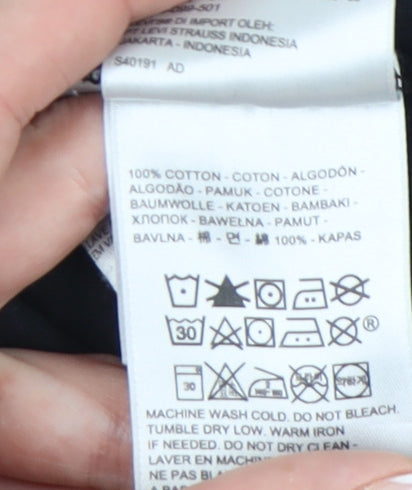 -501
DI IMPORT OLEH:
PT LEVI STRAUSS INDONESIA
JAKARTA - INDONESIA
S40191 AD
100% COTTON - COTON - ALGODÓN -
ALGODÃO - PAMUK - COTONE -
BAUMWOLLE - KATOEN - BAMBAKI -
ХЛОПОК - BAWEŁNA - PAMUT -
BAVLNA - 棉 - 면 - 綿 100% - KAPAS
30 ®
30
MACHINE WASH COLD. DO NOT BLEACH.
TUMBLE DRY LOW. WARM IRON
IF NEEDED. DO NOT DRY CLEAN -
LAVER EN
NE PAS